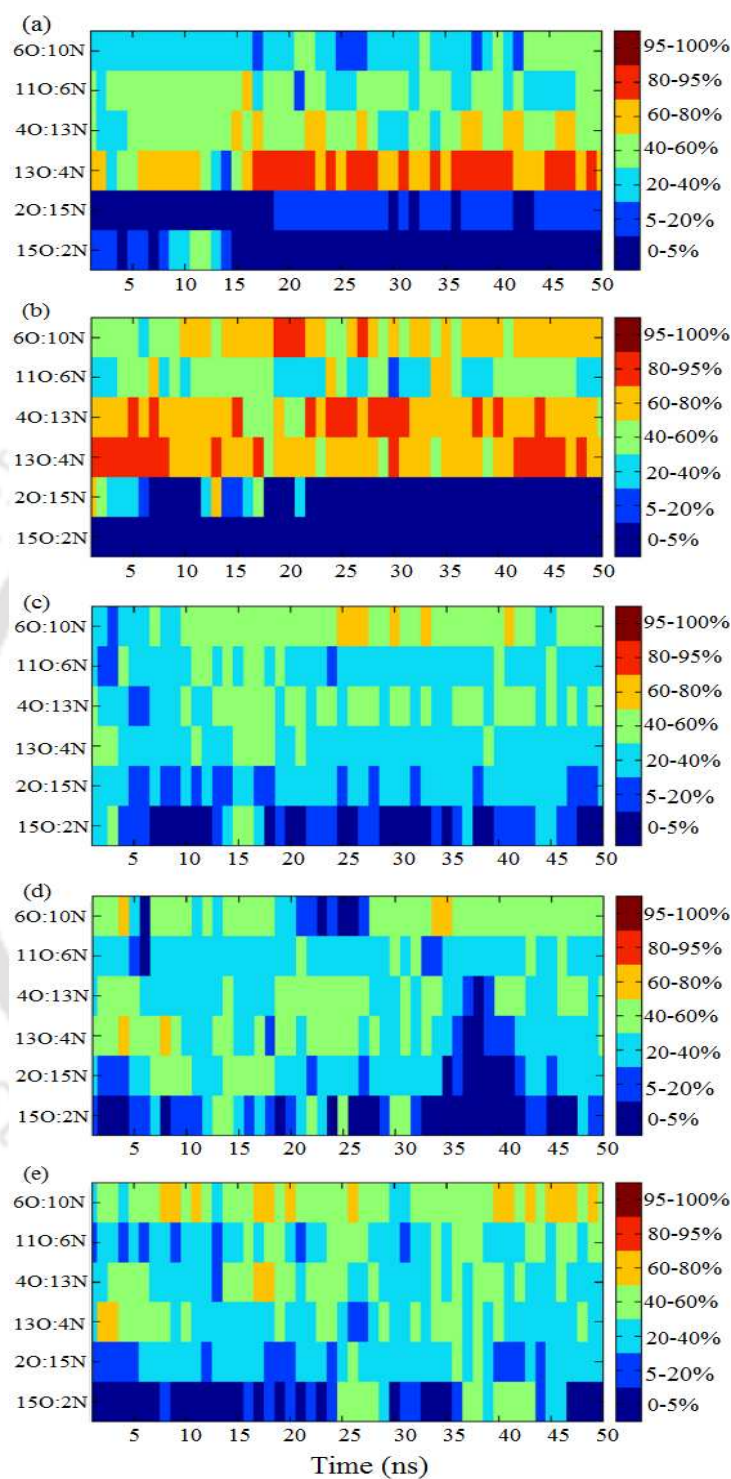 (a)
6O:10N
11O:6N
4O:13N
13O:4N
2O:15N
15O:2N
5 10 15 20 25 30 35 40 45 50
95-100%
80-95%
60-80%
40-60%
20-40%
5-20%
0-5%
(b)
6O:10N
11O:6N
4O:13N
13O:4N
2O:15N
15O:2N
5 10 15 20 25 30 35 40 45 50
95-100%
80-95%
60-80%
40-60%
20-40%
5-20%
0-5%
(c)
6O:10N
11O:6N
4O:13N
13O:4N
2O:15N
15O:2N
5 10 15 20 25 30 35 40 45 50
95-100%
80-95%
60-80%
40-60%
20-40%
5-20%
0-5%
(d)
6O:10N
11O:6N
4O:13N
13O:4N
2O:15N
15O:2N
5 10 15 20 25 30 35 40 45 50
95-100%
80-95%
60-80%
40-60%
20-40%
5-20%
0-5%
(e)
6O:10N
11O:6N
4O:13N
13O:4N
2O:15N
15O:2N
5 10 15 20 25 30 35 40 45 50
95-100%
80-95%
60-80%
40-60%
20-40%
5-20%
0-5%
Time (ns)